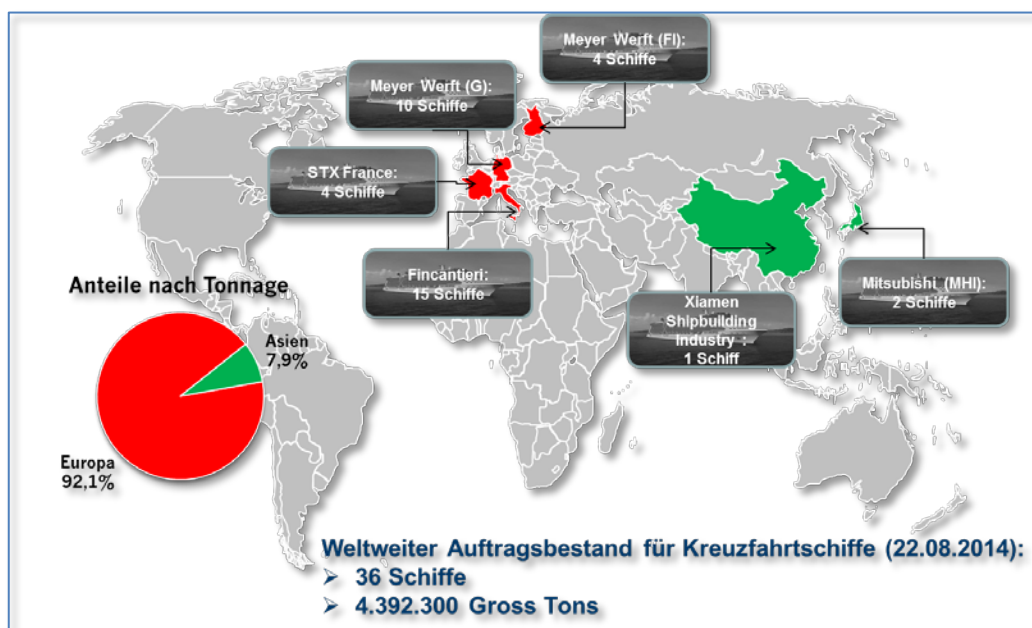 Meyer Werft (FI):
4 Schiffe
Meyer Werft (G):
10 Schiffe
STX France:
4 Schiffe
Fincantieri:
15 Schiffe
Xiamen
Shipbuilding
Industry :
1 Schiff
Mitsubishi (MHI):
2 Schiffe
Anteile nach Tonnage
Asien
7,9%
Europa
92,1%
Weltweiter Auftragsbestand für Kreuzfahrtschiffe (22.08.2014):
➢ 36 Schiffe
➢ 4.392.300 Gross Tons